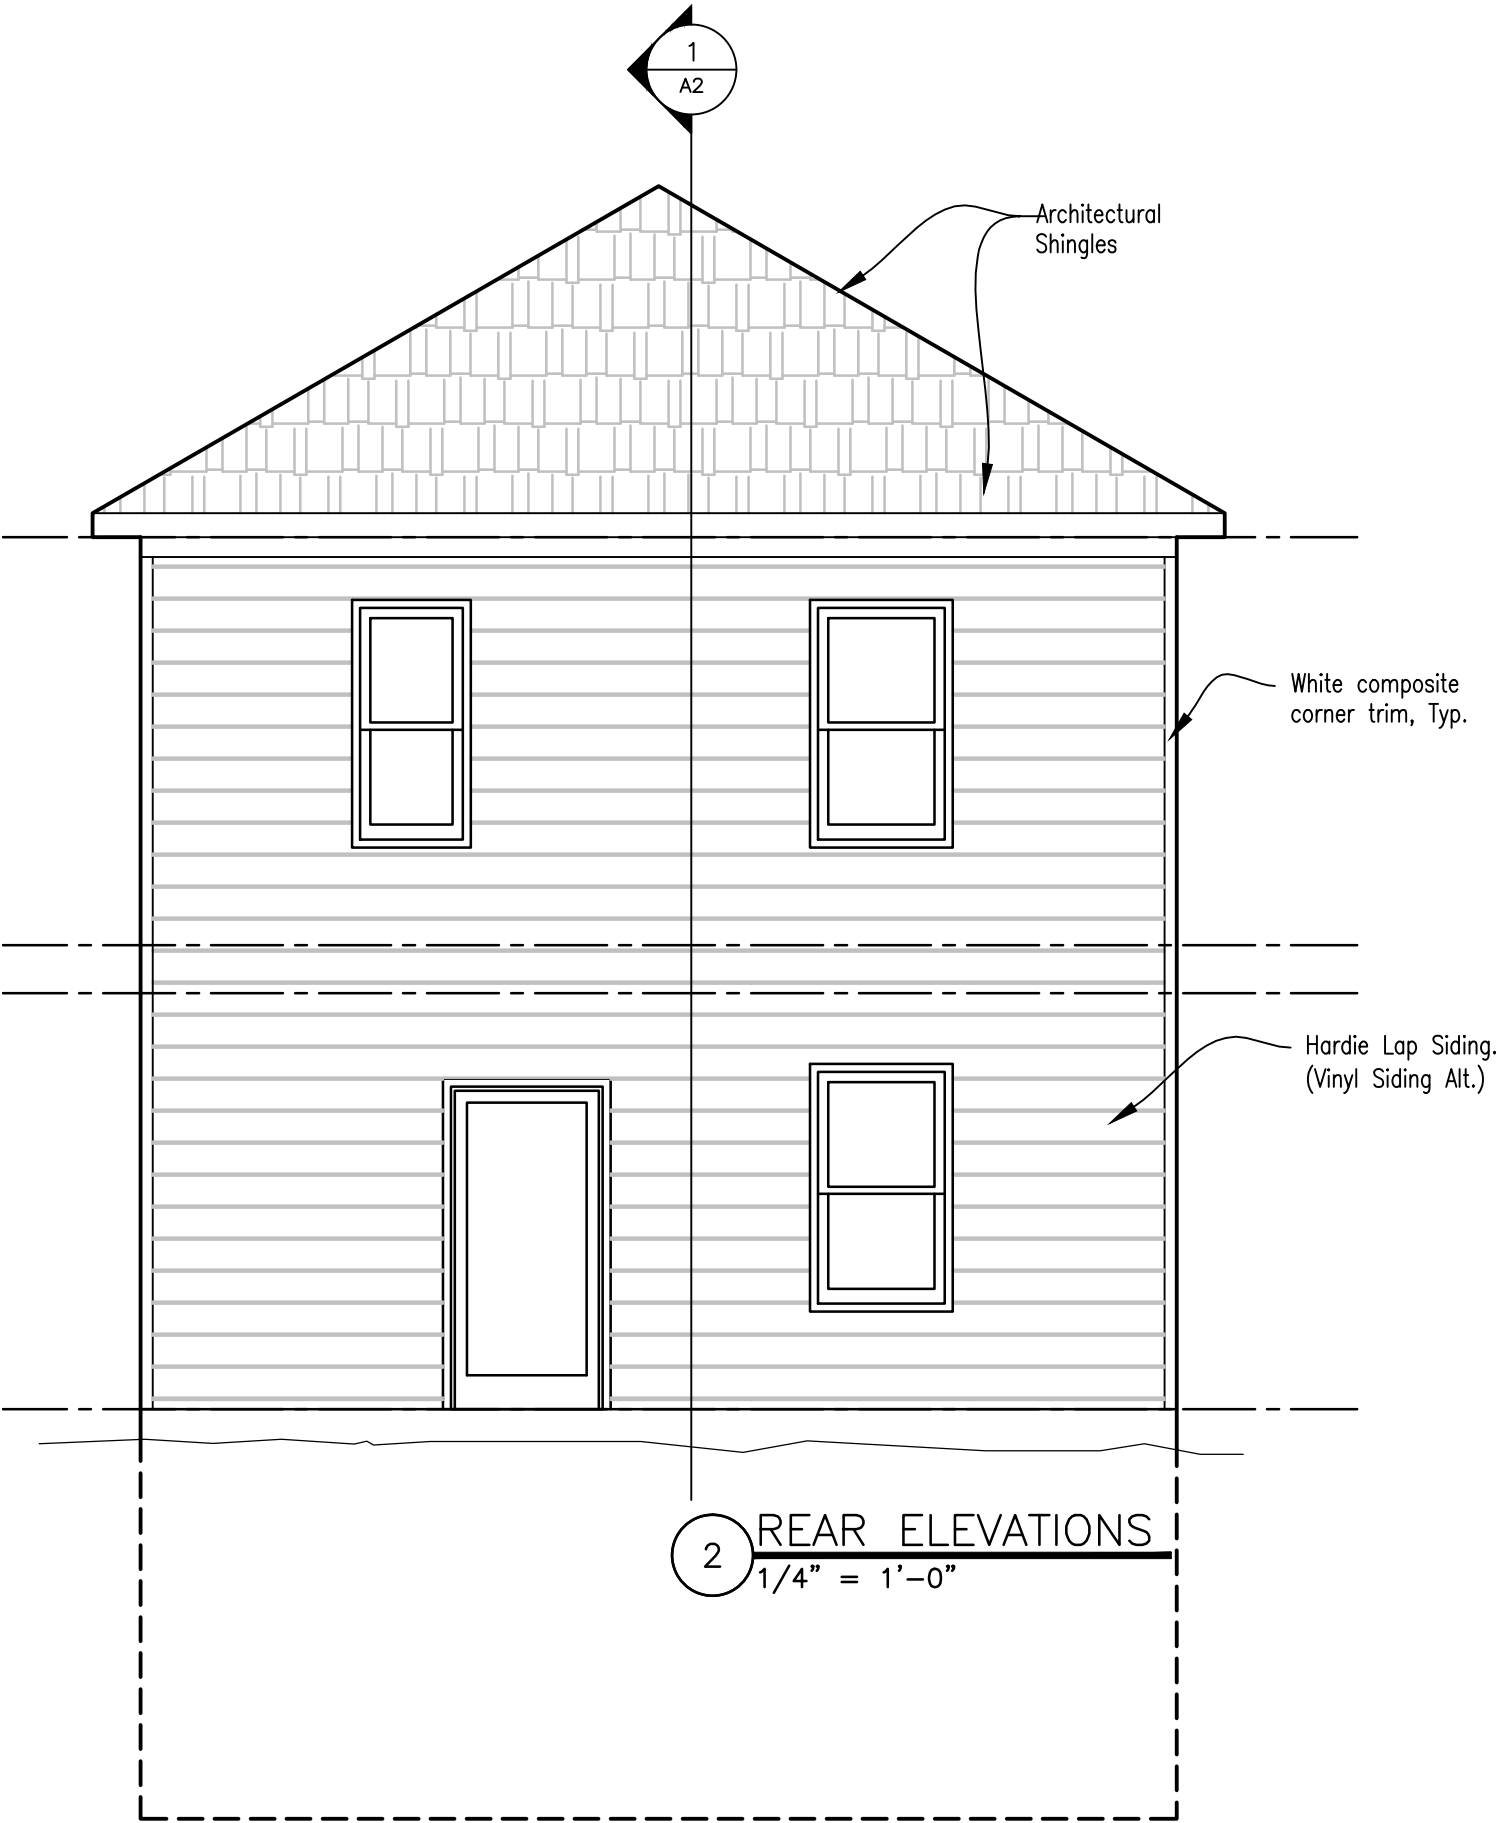 1
A2
Architectural
Shingles
White composite
corner trim, Typ.
Hardie Lap Siding.
(Vinyl Siding Alt.)
2
REAR ELEVATIONS
1/4" = 1'-0"